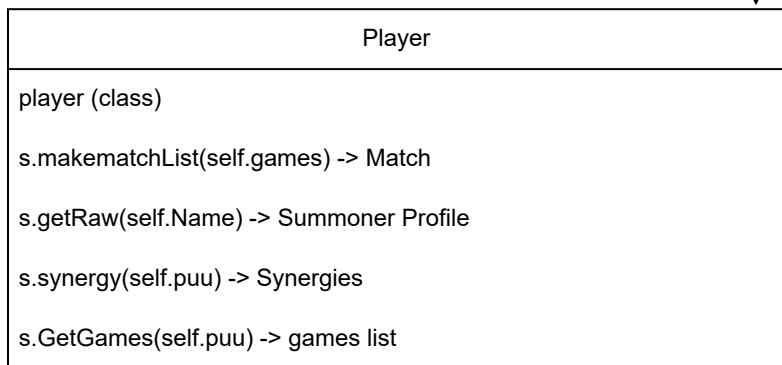 Player
player (class)
s.makematchList(self.games) -> Match
s.getRaw(self.Name) -> Summoner Profile
s.synergy(self.puu) -> Synergies
s.GetGames(self.puu) -> games list